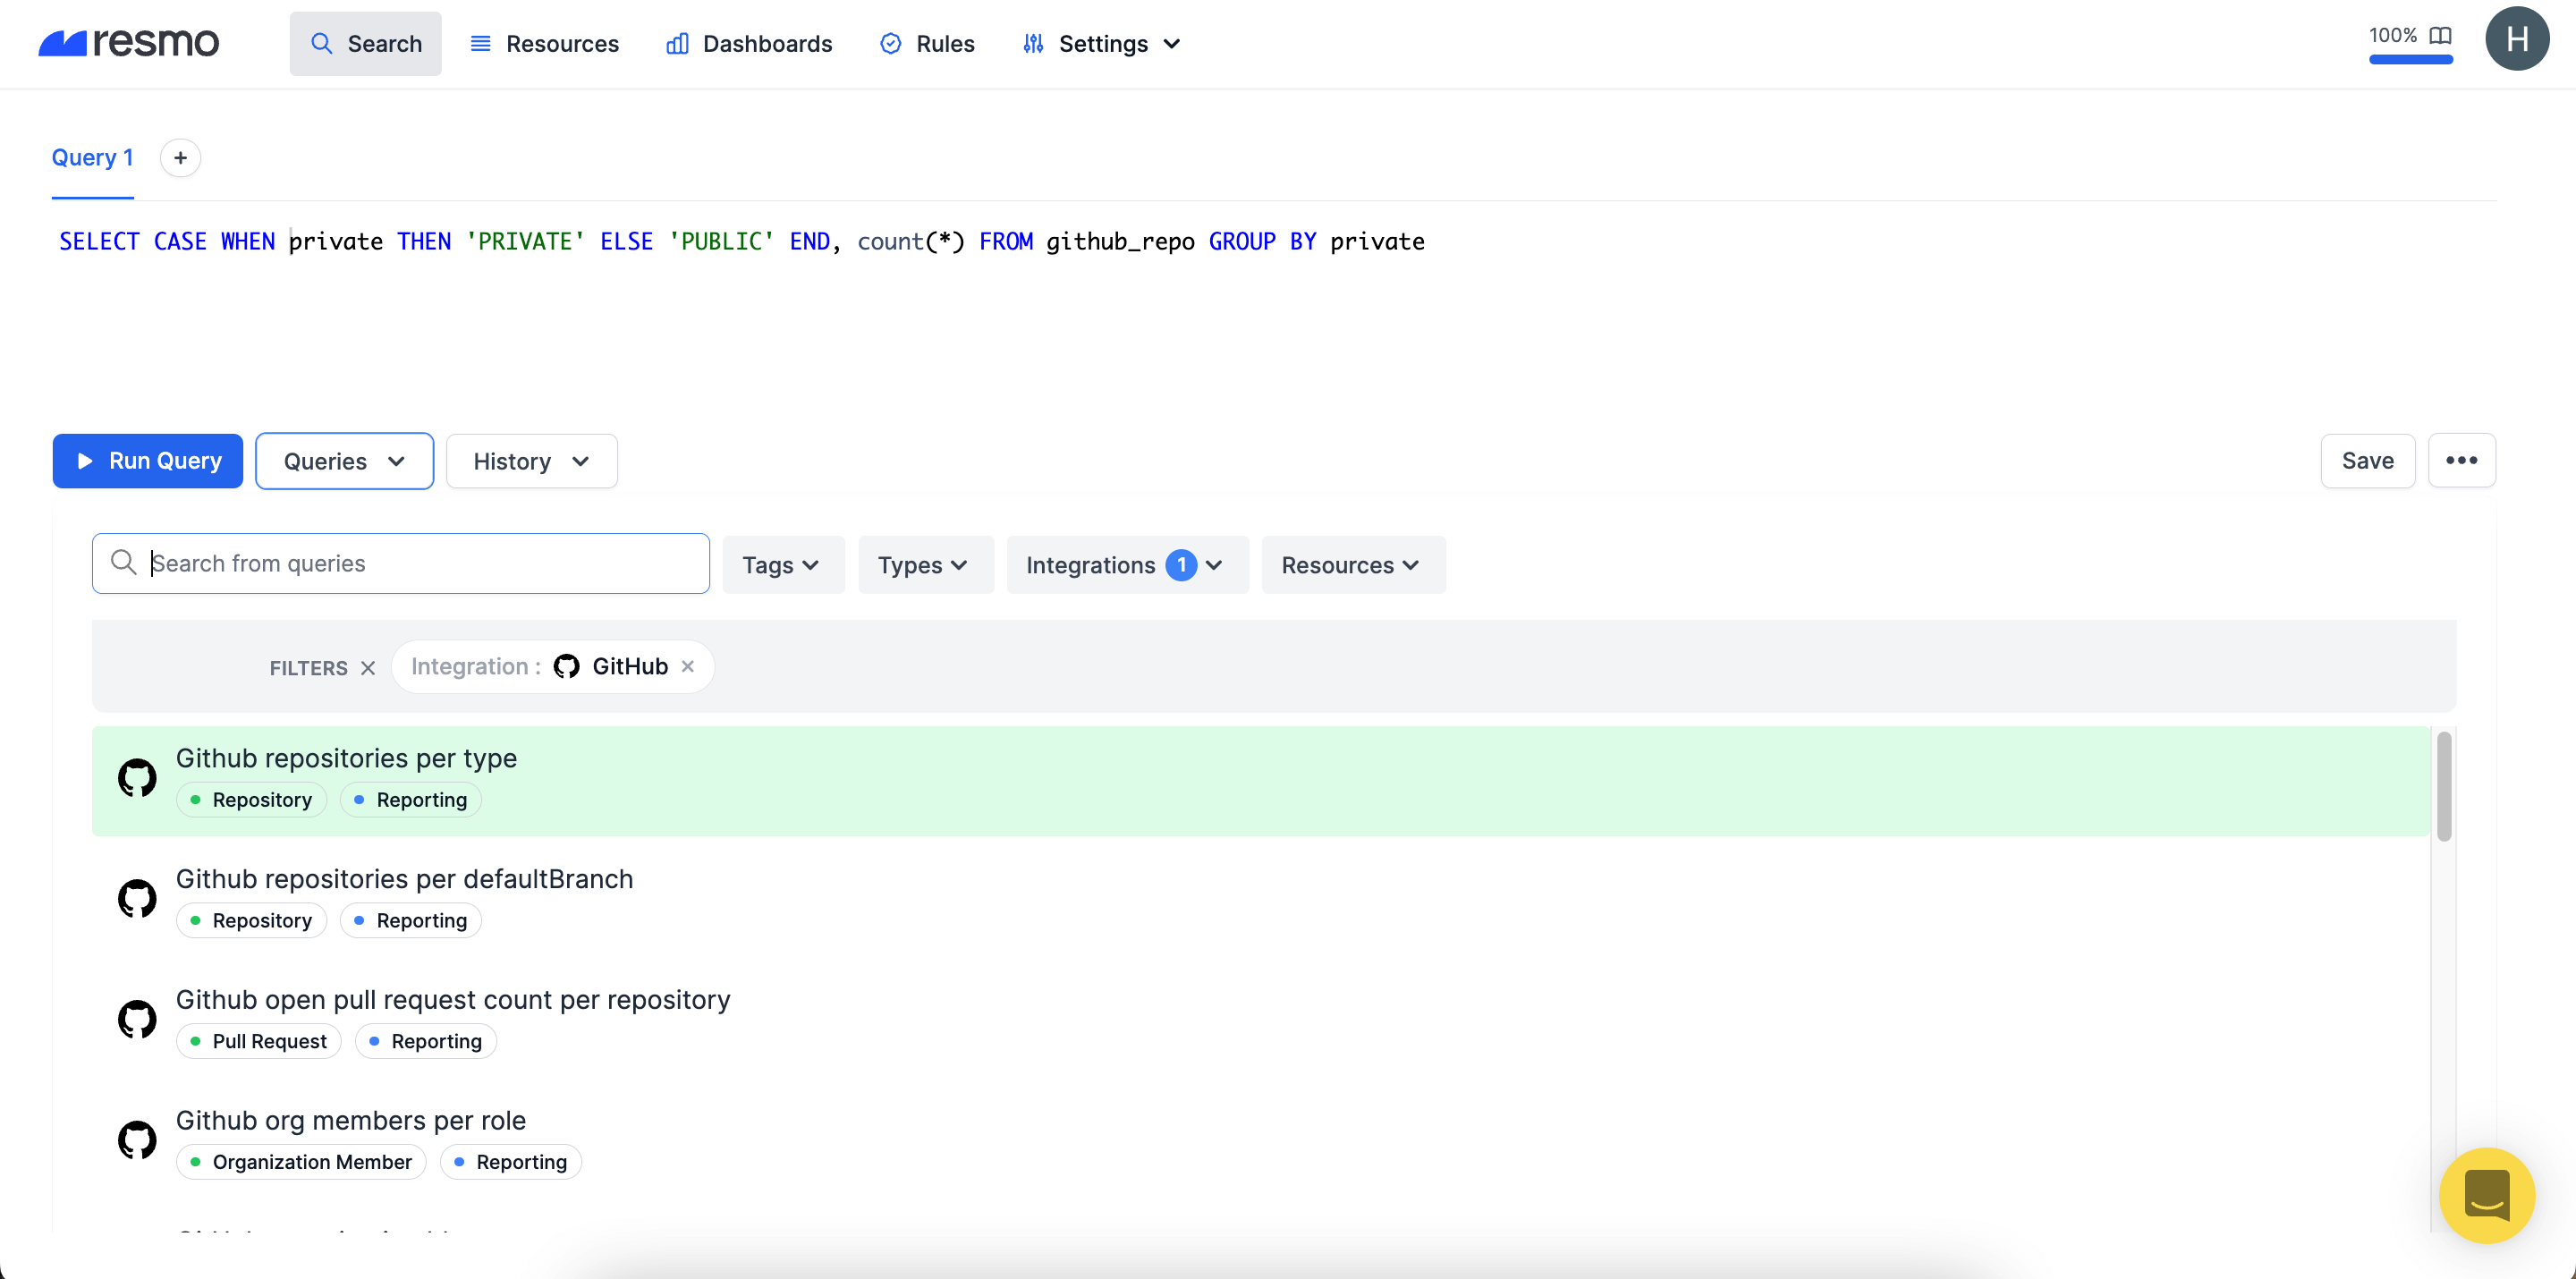 resmo Search Resources Dashboards Rules Settings 100% H
Query 1 +
SELECT CASE WHEN private THEN 'PRIVATE' ELSE 'PUBLIC' END, count(*) FROM github_repo GROUP BY private
Run Query Queries History Save
Search from queries Tags Types Integrations 1 Resources
FILTERS Integration : GitHub
Github repositories per type
Repository Reporting
Github repositories per defaultBranch
Repository Reporting
Github open pull request count per repository
Pull Request Reporting
Github org members per role
Organization Member Reporting